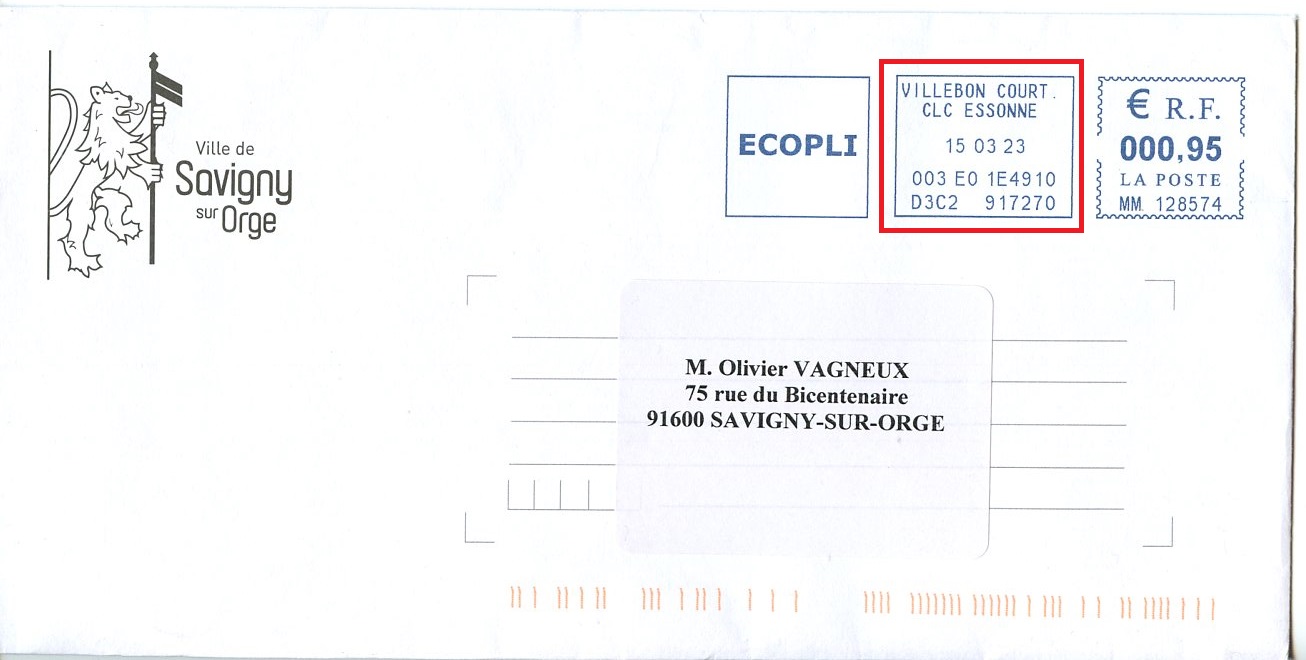 Ville de
Savigny
sur Orge
ECOPLI
VILLEBON COURT.
CLC ESSONNE
15 03 23
003 E0 1E4910
D3C2 917270
€ R.F.
000,95
LA POSTE
MM 128574
M. Olivier VAGNEUX
75 rue du Bicentenaire
91600 SAVIGNY-SUR-ORGE